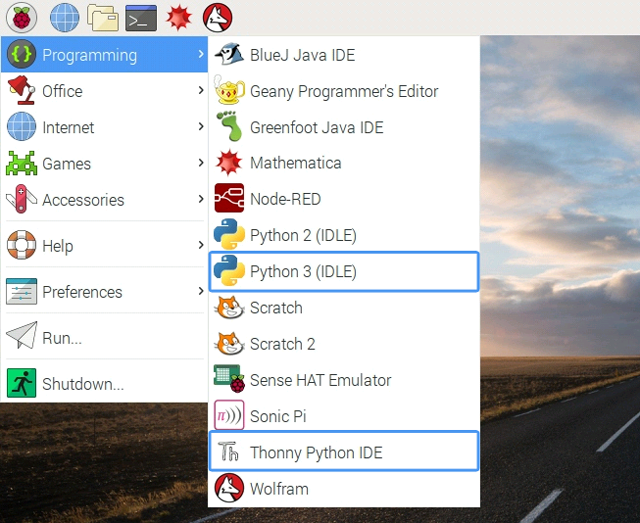 Programming
Office
Internet
Games
Accessories
Help
Preferences
Run...
Shutdown...
BlueJ Java IDE
Geany Programmer's Editor
Greenfoot Java IDE
Mathematica
Node-RED
Python 2 (IDLE)
Python 3 (IDLE)
Scratch
Scratch 2
Sense HAT Emulator
π)))
Sonic Pi
Th
Thonny Python IDE
Wolfram